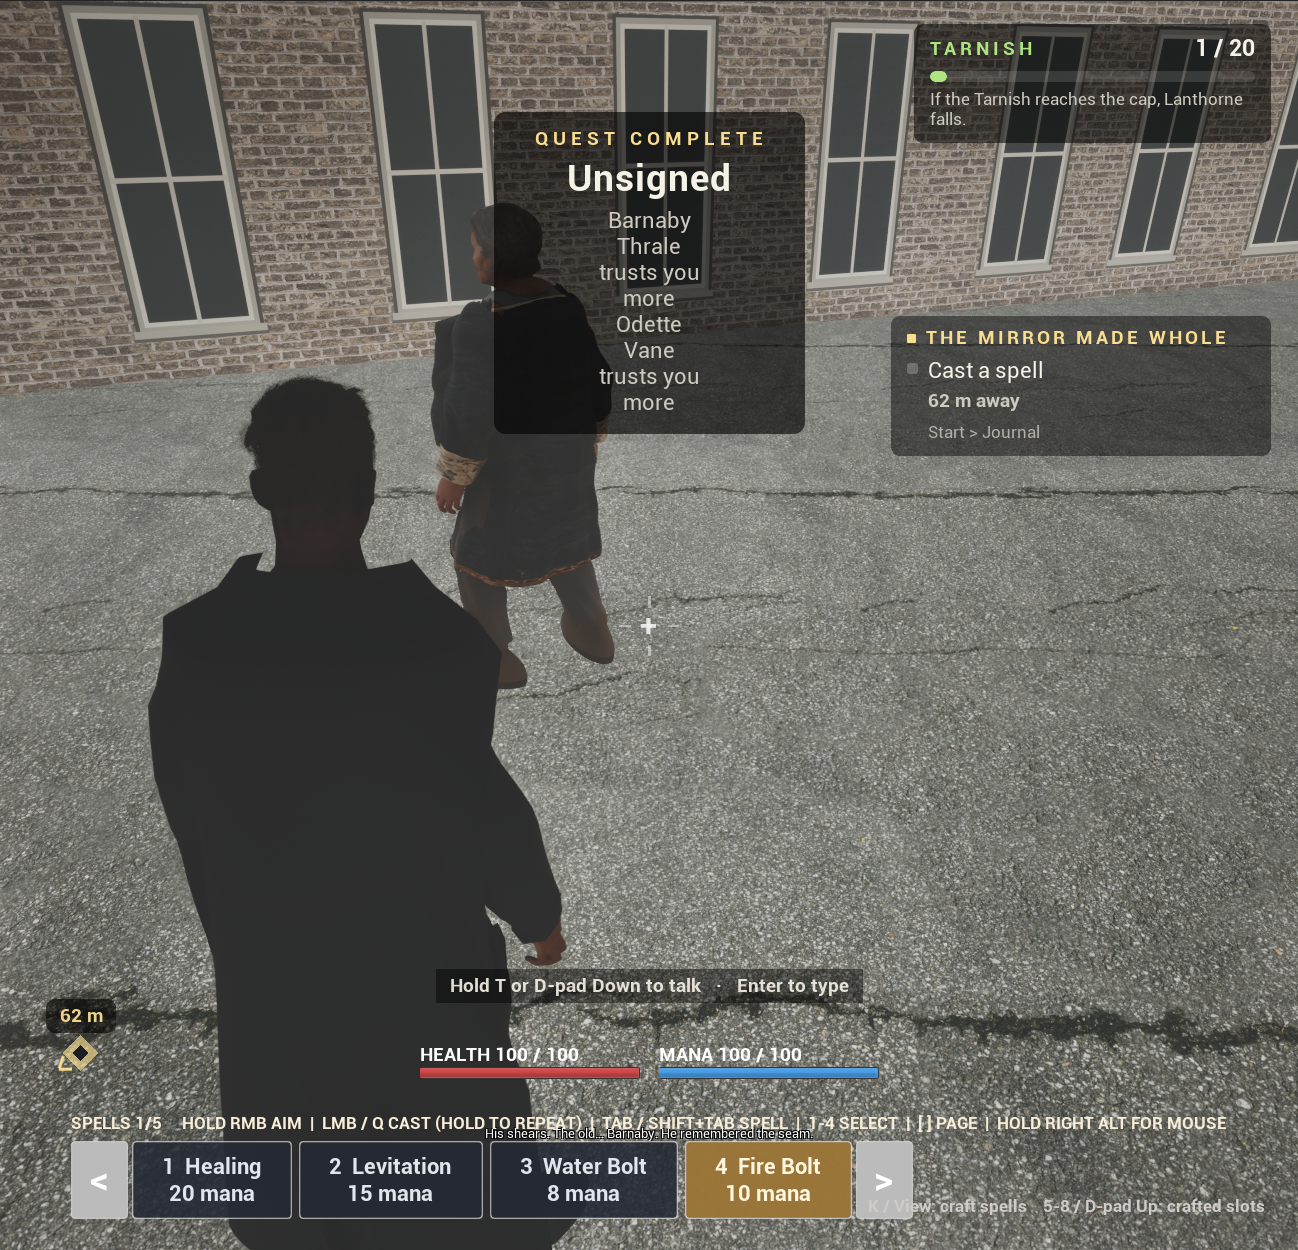 TARNISH 1 / 20
If the Tarnish reaches the cap, Lanthorne
falls.
QUEST COMPLETE
Unsigned
Barnaby
Thrale
trusts you
more
Odette
Vane
trusts you
more
THE MIRROR MADE WHOLE
Cast a spell
62 m away
Start > Journal
Hold T or D-pad Down to talk · Enter to type
62 m
HEALTH 100 / 100 MANA 100 / 100
SPELLS 1/5 HOLD RMB AIM | LMB / Q CAST (HOLD TO REPEAT) | TAB / SHIFT+TAB SPELL | 1-4 SELECT | [ ] PAGE | HOLD RIGHT ALT FOR MOUSE
His shears. The old... Barnaby. He remembered the seam.
< 1 Healing 2 Levitation 3 Water Bolt 4 Fire Bolt >
20 mana 15 mana 8 mana 10 mana
K / View: craft spells 5-8 / D-pad Up: crafted slots